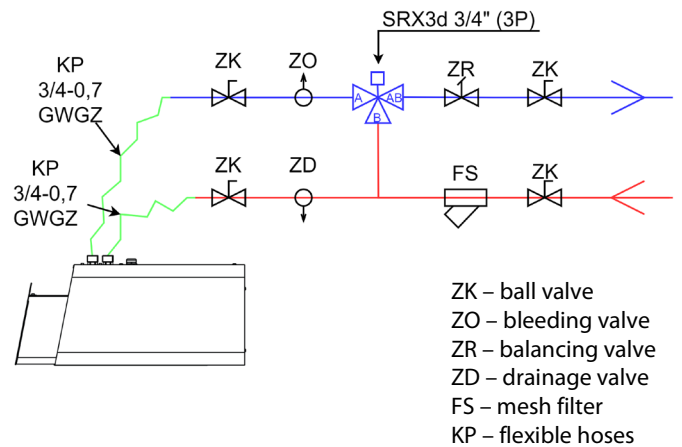 SRX3d 3/4" (3P)
KP
3/4-0,7
GWGZ
ZK
ZO
ZR
ZK
A
AB
B
KP
3/4-0,7
GWGZ
ZK
ZD
FS
ZK
ZK – ball valve
ZO – bleeding valve
ZR – balancing valve
ZD – drainage valve
FS – mesh filter
KP – flexible hoses